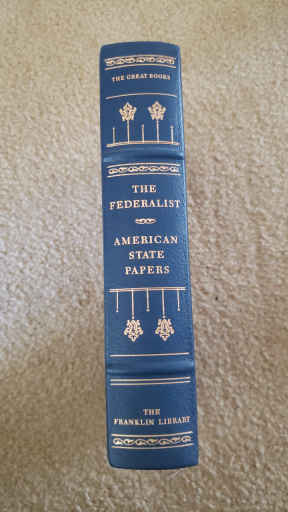 THE GREAT BOOKS
THE
FEDERALIST
AMERICAN
STATE
PAPERS
THE
FRANKLIN LIBRARY